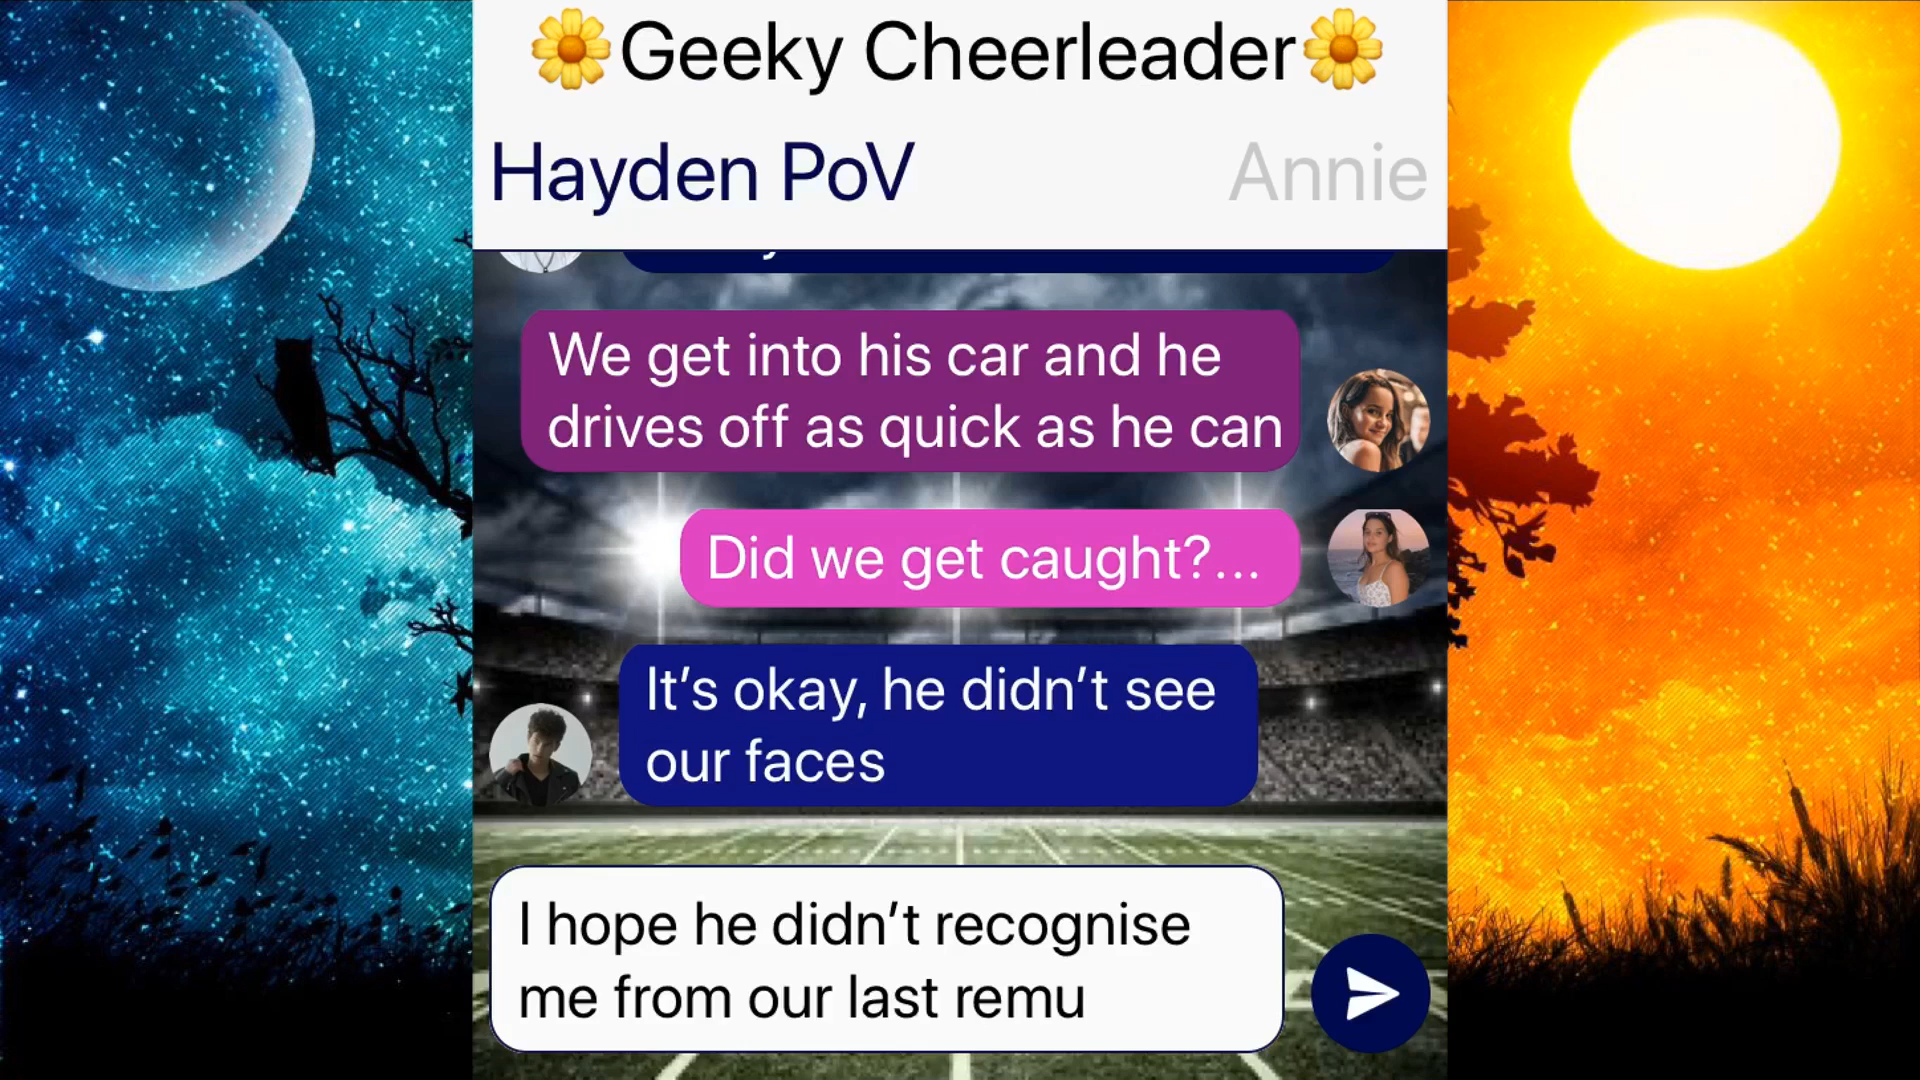 🌼Geeky Cheerleader🌼
Hayden PoV
Annie
We get into his car and he
drives off as quick as he can
Did we get caught?...
It’s okay, he didn’t see
our faces
I hope he didn’t recognise
me from our last remu